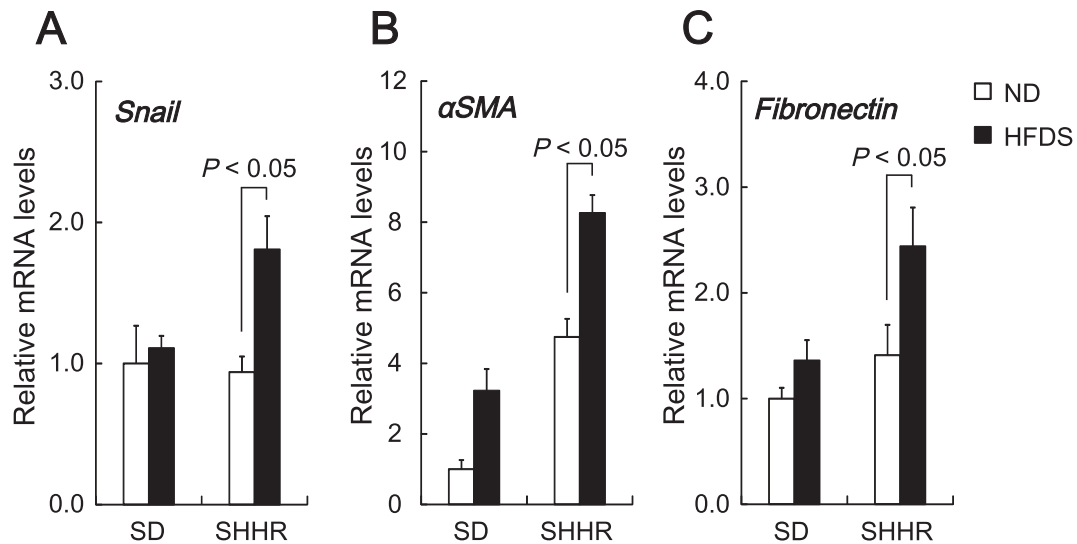 A
Relative mRNA levels
3.0
2.0
1.0
0.0
Snail
P < 0.05
SD
SHHR
B
Relative mRNA levels
12
10
8
6
4
2
0
αSMA
P < 0.05
SD
SHHR
C
Relative mRNA levels
4.0
3.0
2.0
1.0
0.0
Fibronectin
P < 0.05
SD
SHHR
ND
HFDS